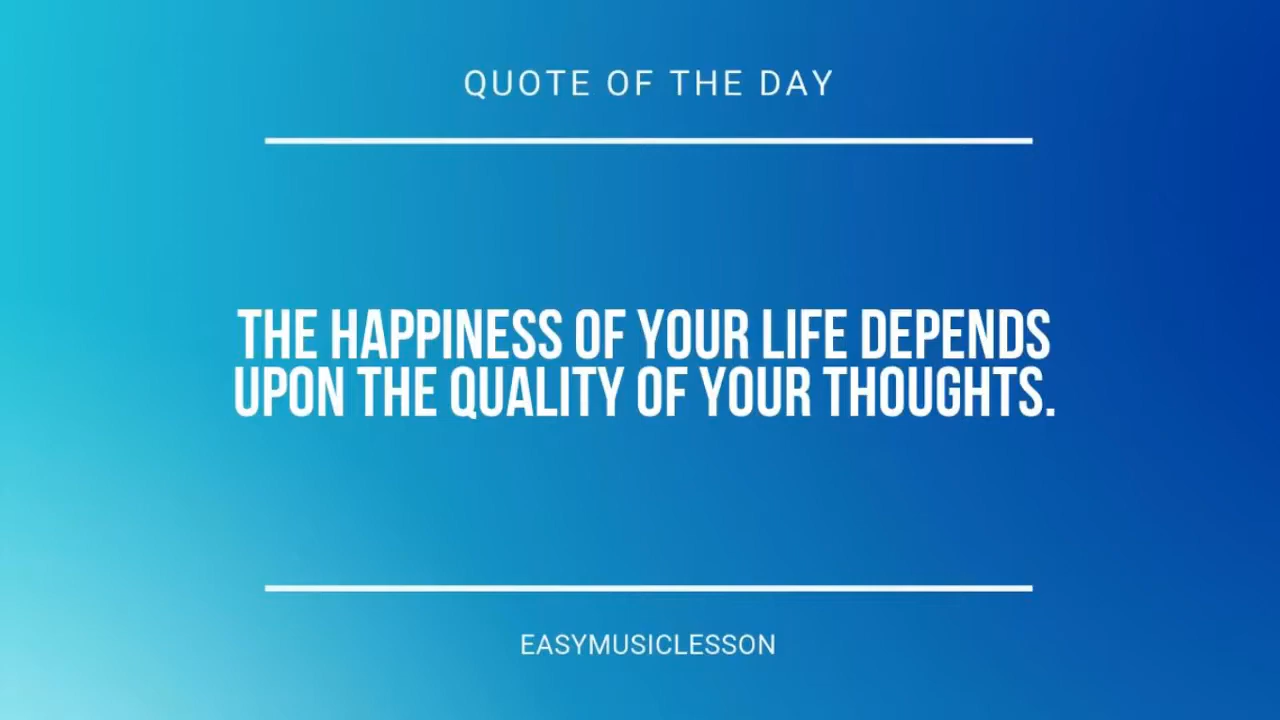 QUOTE OF THE DAY
THE HAPPINESS OF YOUR LIFE DEPENDS
UPON THE QUALITY OF YOUR THOUGHTS.
EASYMUSICLESSON